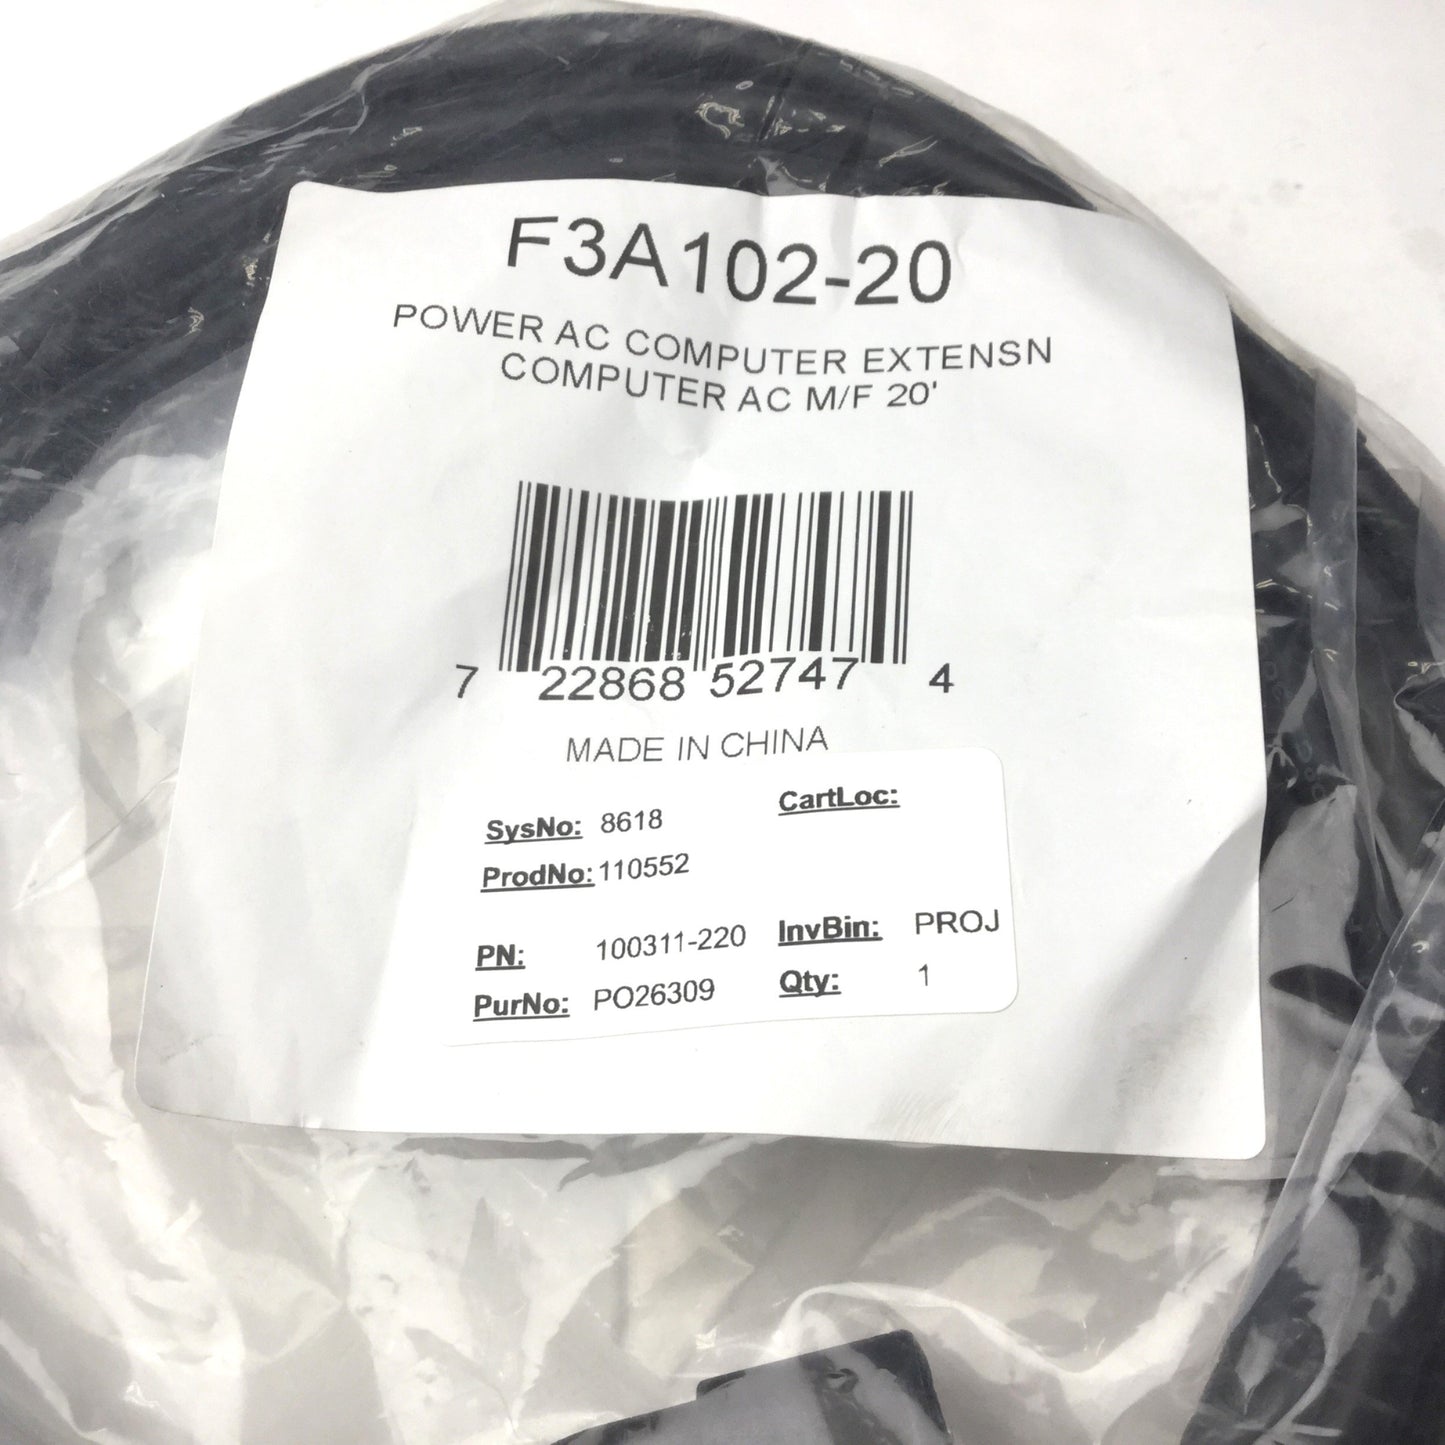 F3A102-20
POWER AC COMPUTER EXTENSN
COMPUTER AC M/F 20'
7 22868 52747 4
MADE IN CHINA
SysNo: 8618 CartLoc:
ProdNo: 110552
PN: 100311-220 InvBin: PROJ
PurNo: PO26309 Qty: 1